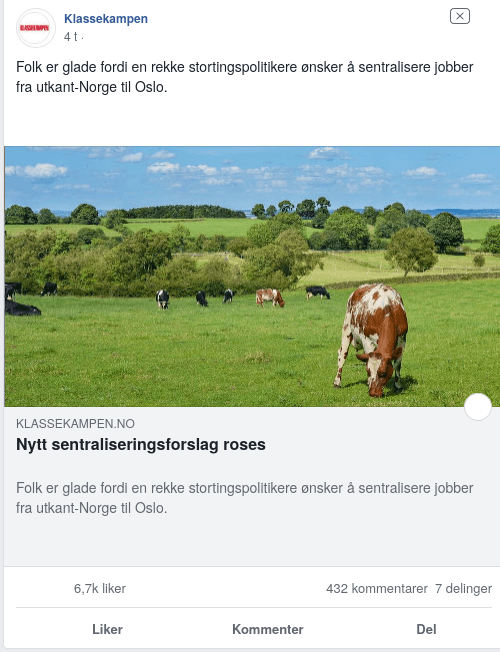 KLASSEKAMPEN
Klassekampen
4 t ·
Folk er glade fordi en rekke stortingspolitikere ønsker å sentralisere jobber
fra utkant-Norge til Oslo.
KLASSEKAMPEN.NO
Nytt sentraliseringsforslag roses
Folk er glade fordi en rekke stortingspolitikere ønsker å sentralisere jobber
fra utkant-Norge til Oslo.
6,7k liker
432 kommentarer 7 delinger
Liker
Kommenter
Del